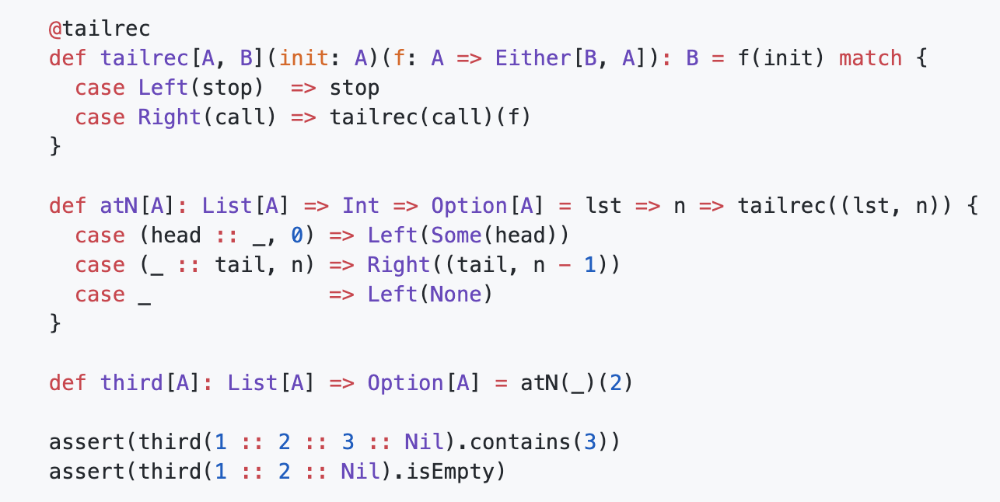 @tailrec
def tailrec[A, B](init: A)(f: A => Either[B, A]): B = f(init) match {
  case Left(stop)  => stop
  case Right(call) => tailrec(call)(f)
}

def atN[A]: List[A] => Int => Option[A] = lst => n => tailrec((lst, n)) {
  case (head :: _, 0) => Left(Some(head))
  case (_ :: tail, n) => Right((tail, n - 1))
  case _              => Left(None)
}

def third[A]: List[A] => Option[A] = atN(_)(2)

assert(third(1 :: 2 :: 3 :: Nil).contains(3))
assert(third(1 :: 2 :: Nil).isEmpty)